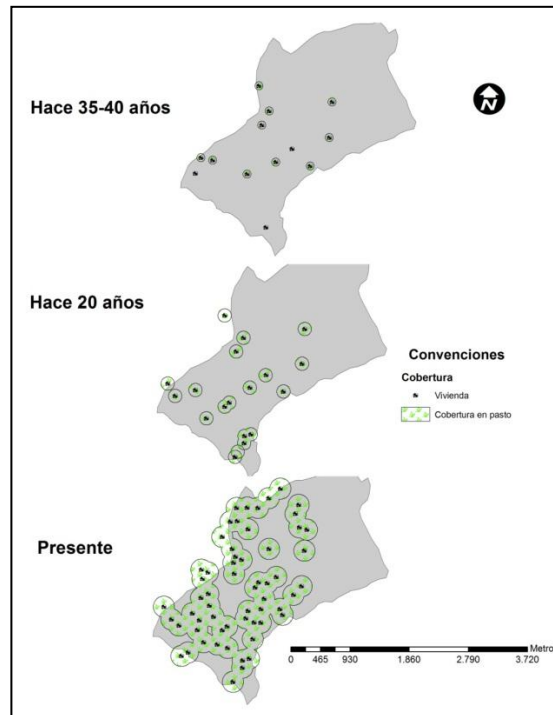 Hace 35-40 años
N
Hace 20 años
Convenciones
Cobertura
Vivienda
Cobertura en pasto
Presente
Metro
0 465 930 1.860 2.790 3.720